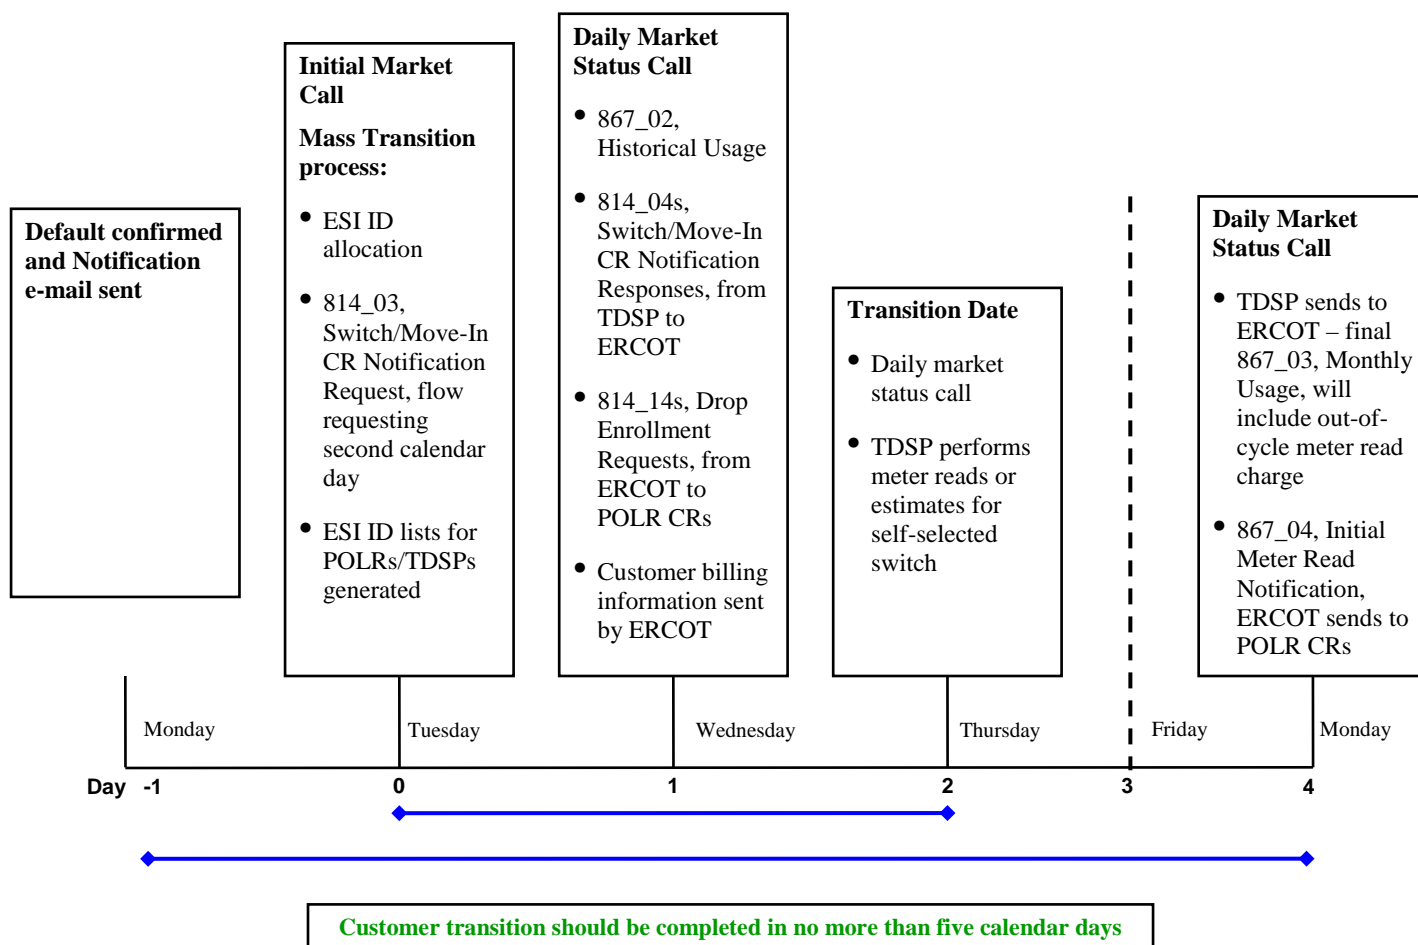 Default confirmed
and Notification
e-mail sent
Initial Market
Call
Mass Transition
process:
• ESI ID
allocation
• 814_03,
Switch/Move-In
CR Notification
Request, flow
requesting
second calendar
day
• ESI ID lists for
POLRs/TDSPs
generated
Daily Market
Status Call
• 867_02,
Historical Usage
• 814_04s,
Switch/Move-In
CR Notification
Responses, from
TDSP to
ERCOT
• 814_14s, Drop
Enrollment
Requests, from
ERCOT to
POLR CRs
• Customer billing
information sent
by ERCOT
Transition Date
• Daily market
status call
• TDSP performs
meter reads or
estimates for
self-selected
switch
Daily Market
Status Call
• TDSP sends to
ERCOT – final
867_03, Monthly
Usage, will
include out-of-
cycle meter read
charge
• 867_04, Initial
Meter Read
Notification,
ERCOT sends to
POLR CRs
Monday Tuesday Wednesday Thursday Friday Monday
Day -1 0 1 2 3 4
Customer transition should be completed in no more than five calendar days